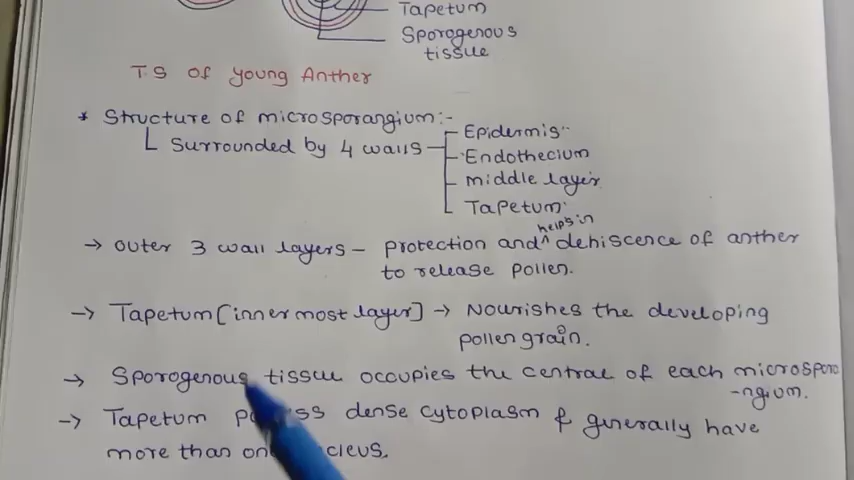 Tapetum
Sporogenous
tissue
T.S of young Anther
* Structure of microsporangium:-
Surrounded by 4 walls
Epidermis
Endothecium
middle layer
Tapetum
helps in
→ outer 3 wall layers - protection and ^ dehiscence of anther
to release pollen.
→ Tapetum [inner most layer] → Nourishes the developing
pollen grain.
→ Sporogenous tissue occupies the central of each microspora
-ngium.
→ Tapetum dense cytoplasm & generally have
more than